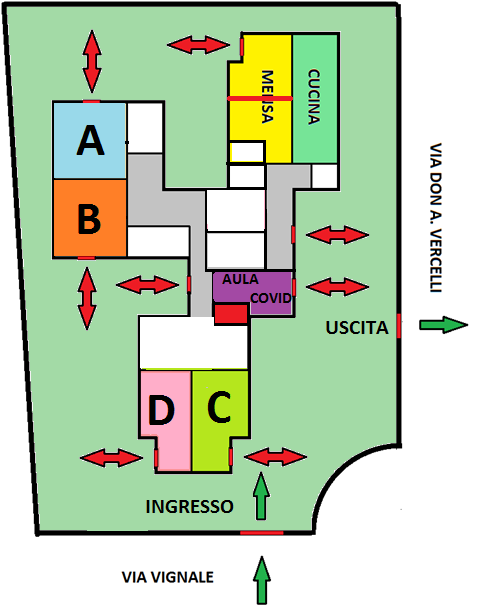 A
MENSA
CUCINA
B
VIA DON A. VERCELLI
AULA
COVID
USCITA
D
C
INGRESSO
VIA VIGNALE